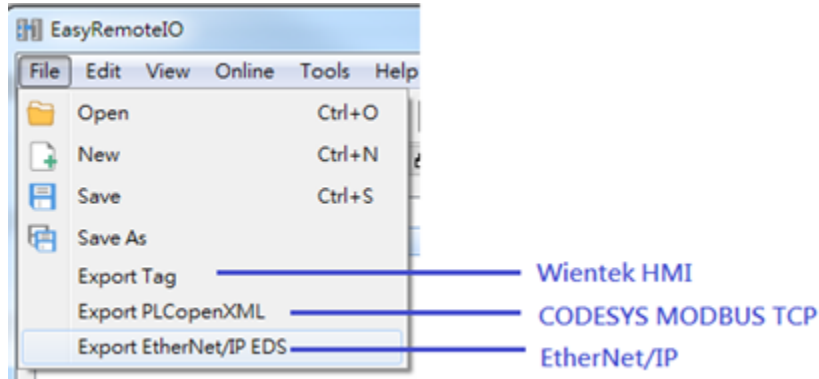 EasyRemoteIO
File Edit View Online Tools Help
Open Ctrl+O
New Ctrl+N
Save Ctrl+S
Save As
Export Tag Wientek HMI
Export PLCopenXML CODESYS MODBUS TCP
Export EtherNet/IP EDS EtherNet/IP